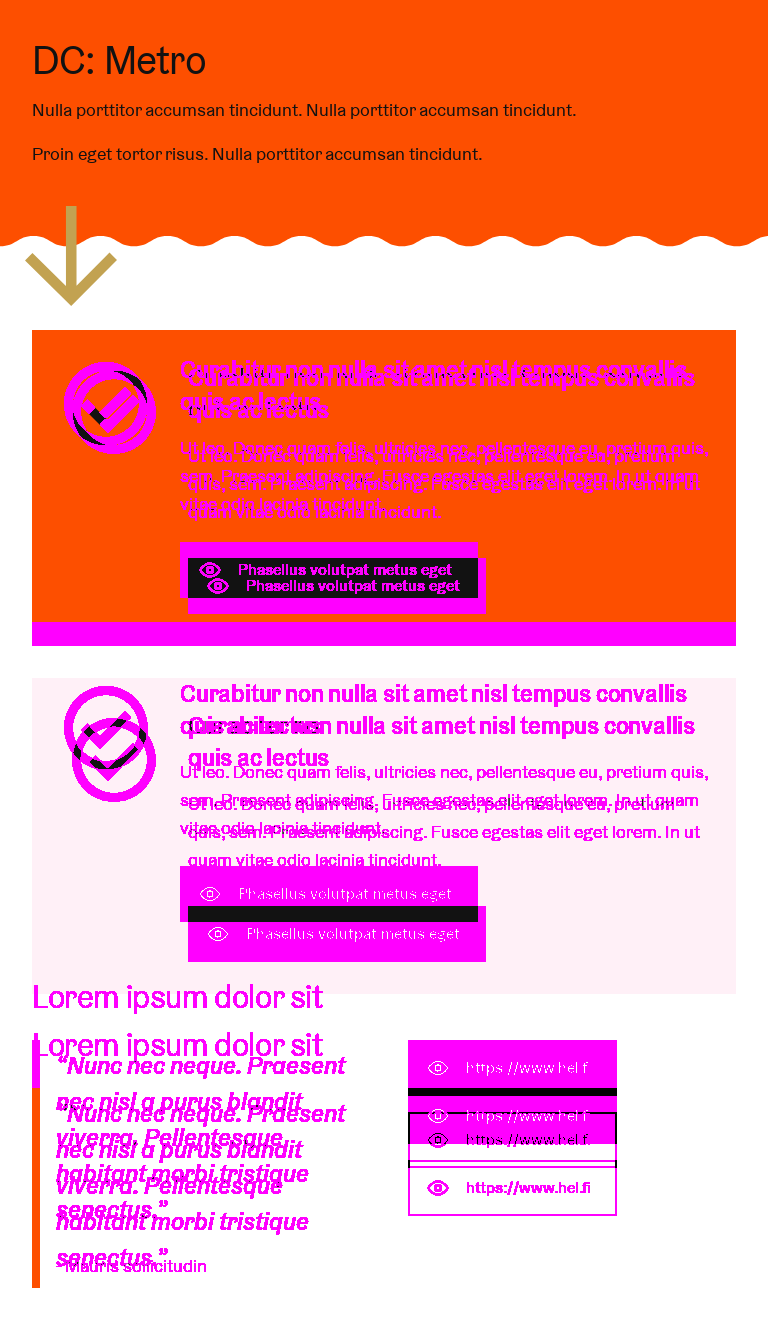 DC: Metro
Nulla porttitor accumsan tincidunt. Nulla porttitor accumsan tincidunt.
Proin eget tortor risus. Nulla porttitor accumsan tincidunt.
Curabitur non nulla sit amet nisl tempus convallis
Curabitur non nulla sit amet nisl tempus convallis
quis ac lectus
quis ac lectus
Ut leo. Donec quam felis, ultricies nec, pellentesque eu, pretium quis,
Ut leo. Donec quam felis, ultricies nec, pellentesque eu, pretium
sem. Praesent adipiscing. Fusce egestas elit eget lorem. In ut quam
quis, sem. Praesent adipiscing. Fusce egestas elit eget lorem. In ut
vitae odio lacinia tincidunt.
quam vitae odio lacinia tincidunt.
Phasellus volutpat metus eget
Phasellus volutpat metus eget
Curabitur non nulla sit amet nisl tempus convallis
quis ac lectus
Curabitur non nulla sit amet nisl tempus convallis
quis ac lectus
Ut leo. Donec quam felis, ultricies nec, pellentesque eu, pretium quis,
sem. Praesent adipiscing. Fusce egestas elit eget lorem. In ut quam
Ut leo. Donec quam felis, ultricies nec, pellentesque eu, pretium
vitae odio lacinia tincidunt.
quis, sem. Praesent adipiscing. Fusce egestas elit eget lorem. In ut
quam vitae odio lacinia tincidunt.
Phasellus volutpat metus eget
Phasellus volutpat metus eget
Lorem ipsum dolor sit
Lorem ipsum dolor sit
“Nunc nec neque. Praesent
nec nisl a purus blandit
“Nunc nec neque. Praesent
viverra. Pellentesque
nec nisl a purus blandit
habitant morbi tristique
viverra. Pellentesque
senectus.”
habitant morbi tristique
senectus.”
Mauris sollicitudin
https://www.hel.fi
https://www.hel.fi
https://www.hel.fi
https://www.hel.fi